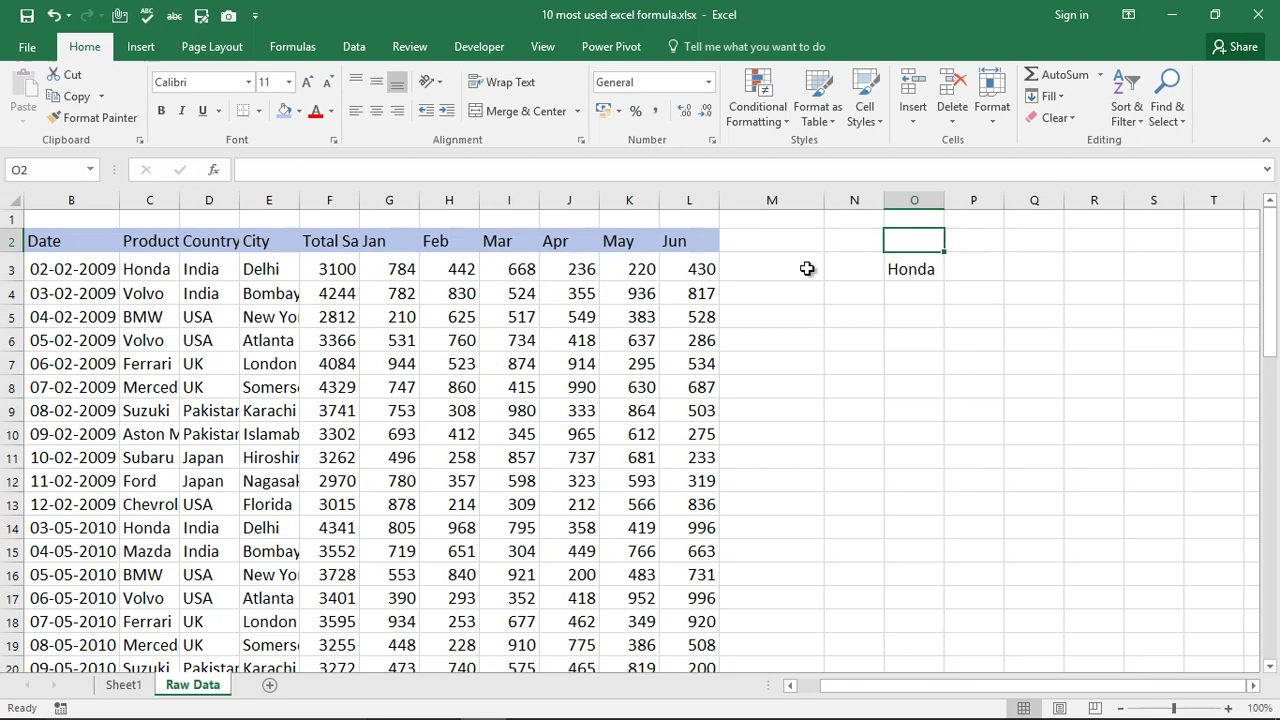 10 most used excel formula.xlsx - Excel
Sign in
File Home Insert Page Layout Formulas Data Review View Developer Power Pivot Tell me what you want to do Share
Paste Cut Copy Format Painter
Calibri 11 B I U
Wrap Text Merge & Center
General %
Conditional Formatting Format as Table Cell Styles
Insert Delete Format
AutoSum Fill Clear Sort & Filter Find & Select
Clipboard Font Alignment Number Styles Cells Editing
O2 fx
B C D E F G H I J K L M N O P Q R S T
1
2 Date Product Country City Total Sa Jan Feb Mar Apr May Jun
3 02-02-2009 Honda India Delhi 3100 784 442 668 236 220 430 Honda
4 03-02-2009 Volvo India Bombay 4244 782 830 524 355 936 817
5 04-02-2009 BMW USA New Yo 2812 210 625 517 549 383 528
6 05-02-2009 Volvo USA Atlanta 3366 531 760 734 418 637 286
7 06-02-2009 Ferrari UK London 4084 944 523 874 914 295 534
8 07-02-2009 Merced UK Somers 4329 747 860 415 990 630 687
9 08-02-2009 Suzuki Pakistan Karachi 3741 753 308 980 333 864 503
10 09-02-2009 Aston M Pakistan Islamab 3302 693 412 345 965 612 275
11 10-02-2009 Subaru Japan Hiroshin 3262 496 258 857 737 681 233
12 11-02-2009 Ford Japan Nagasak 2970 780 357 598 323 593 319
13 12-02-2009 Chevrol USA Florida 3015 878 214 309 212 566 836
14 03-05-2010 Honda India Delhi 4341 805 968 795 358 419 996
15 04-05-2010 Mazda India Bombay 3552 719 651 304 449 766 663
16 05-05-2010 BMW USA New Yo 3728 553 840 921 200 483 731
17 06-05-2010 Volvo USA Atlanta 3401 390 293 352 418 952 996
18 07-05-2010 Ferrari UK London 3595 934 253 677 462 349 920
19 08-05-2010 Merced UK Somers 3255 448 228 910 775 386 508
20 09-05-2010 Suzuki Pakistan Karachi 3272 473 740 575 465 819 200
Sheet1 Raw Data
Ready 100%